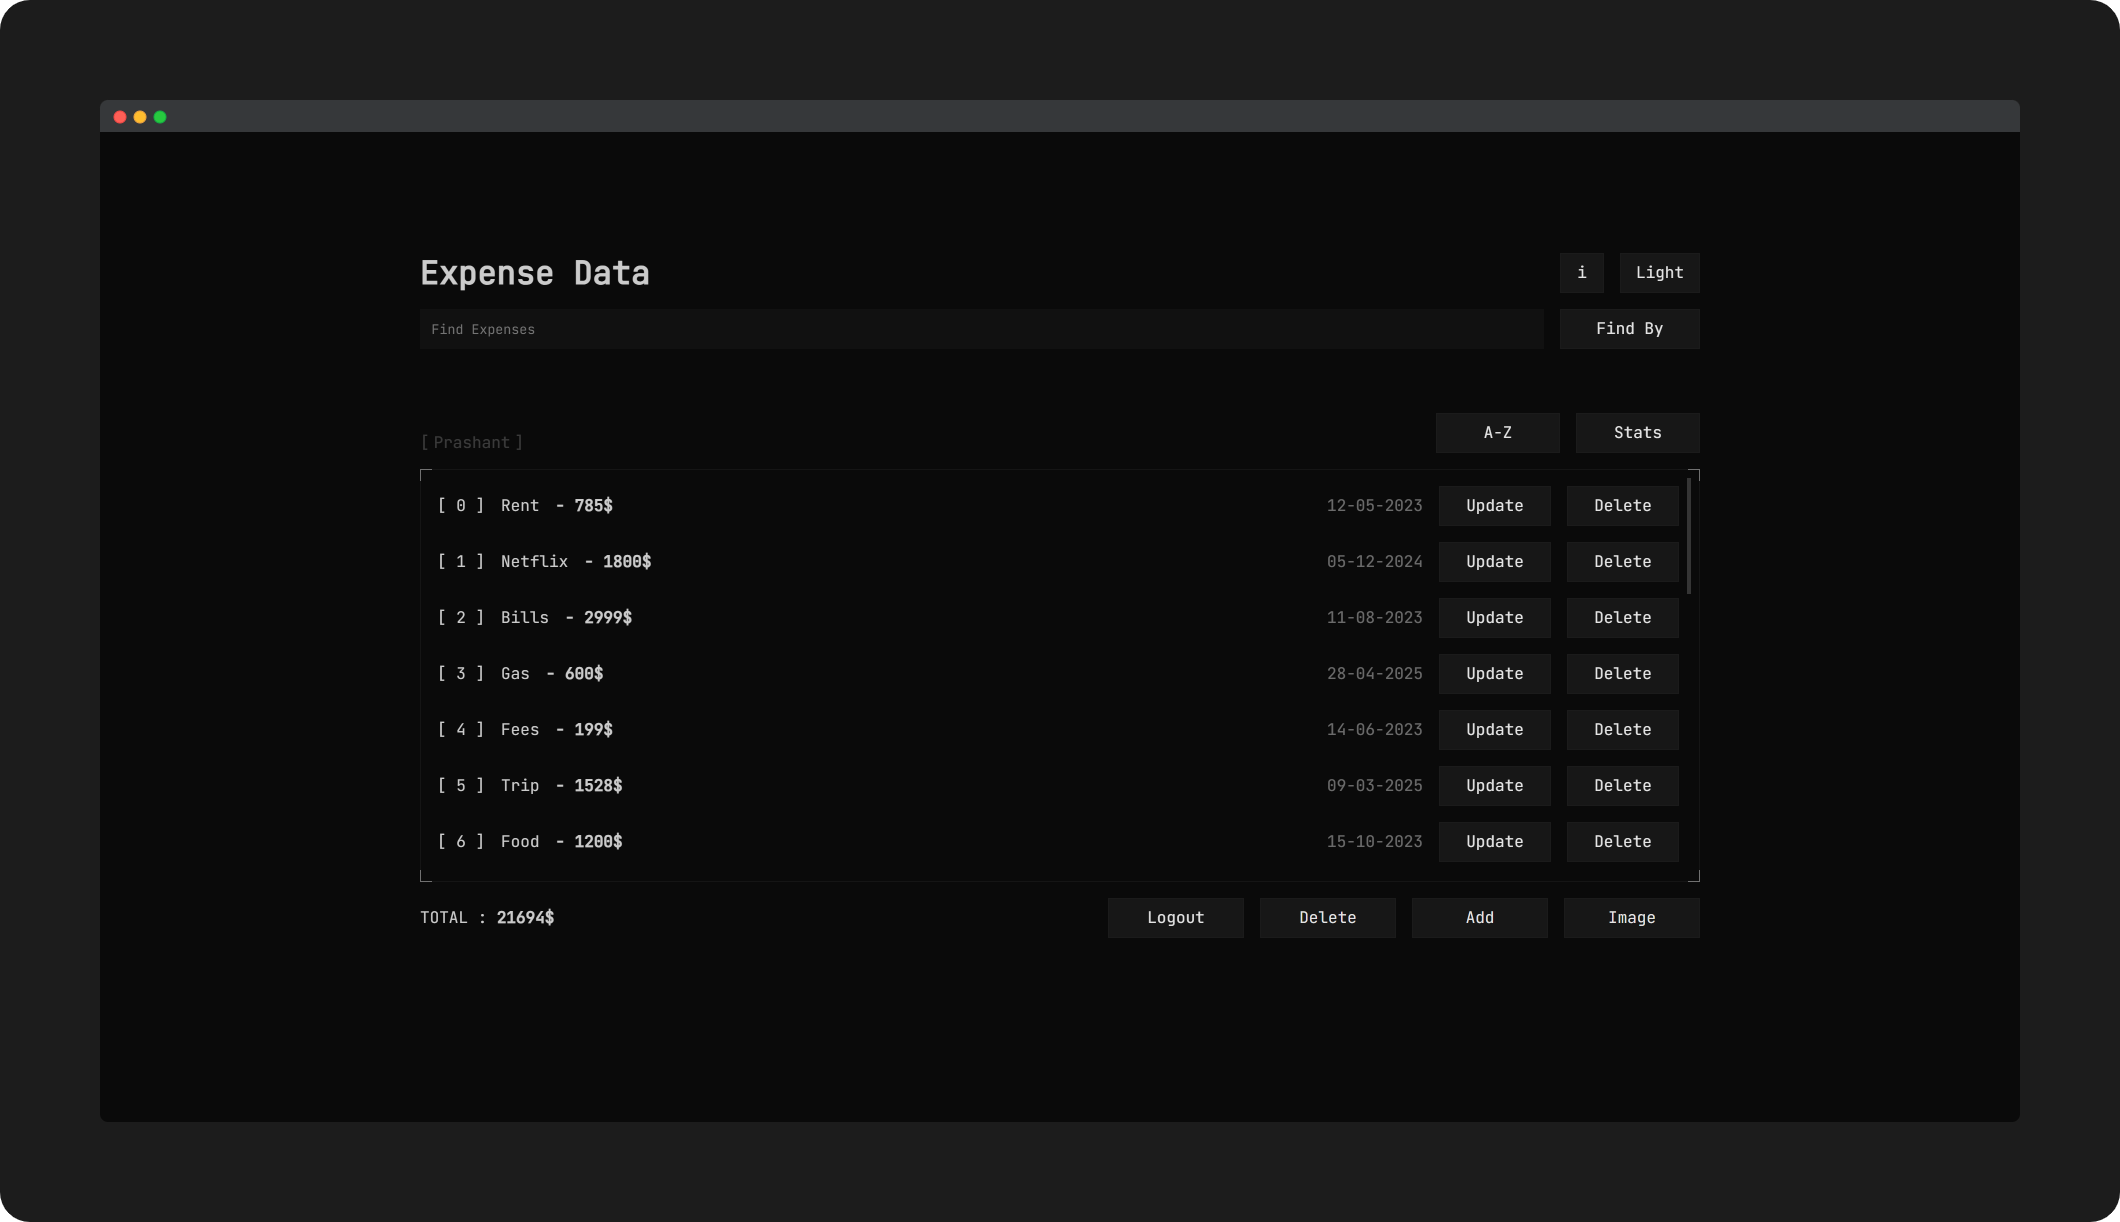 Expense Data i Light
Find Expenses Find By
[ Prashant ] A-Z Stats
[ 0 ] Rent - 785$ 12-05-2023 Update Delete
[ 1 ] Netflix - 1800$ 05-12-2024 Update Delete
[ 2 ] Bills - 2999$ 11-08-2023 Update Delete
[ 3 ] Gas - 600$ 28-04-2025 Update Delete
[ 4 ] Fees - 199$ 14-06-2023 Update Delete
[ 5 ] Trip - 1528$ 09-03-2025 Update Delete
[ 6 ] Food - 1200$ 15-10-2023 Update Delete
TOTAL : 21694$ Logout Delete Add Image